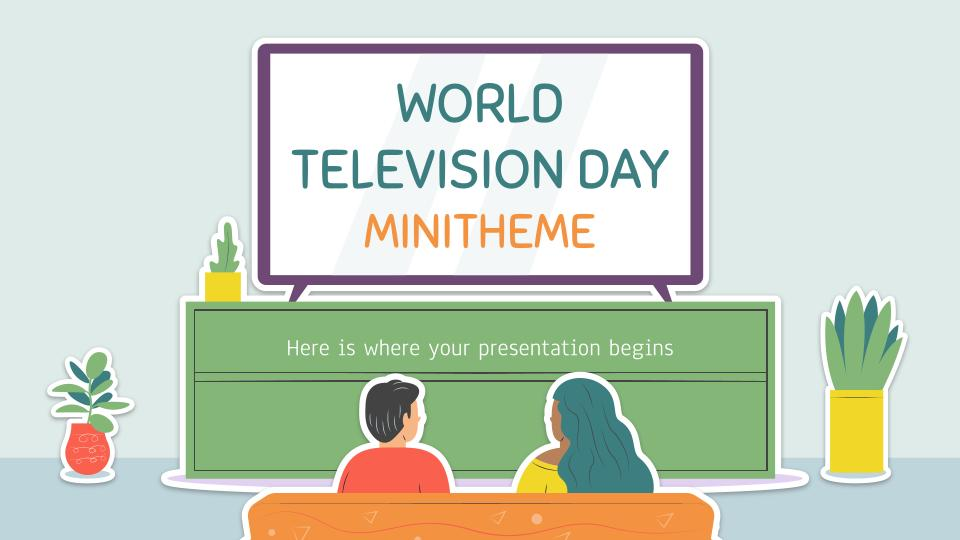 WORLD
TELEVISION DAY
MINITHEME
Here is where your presentation begins